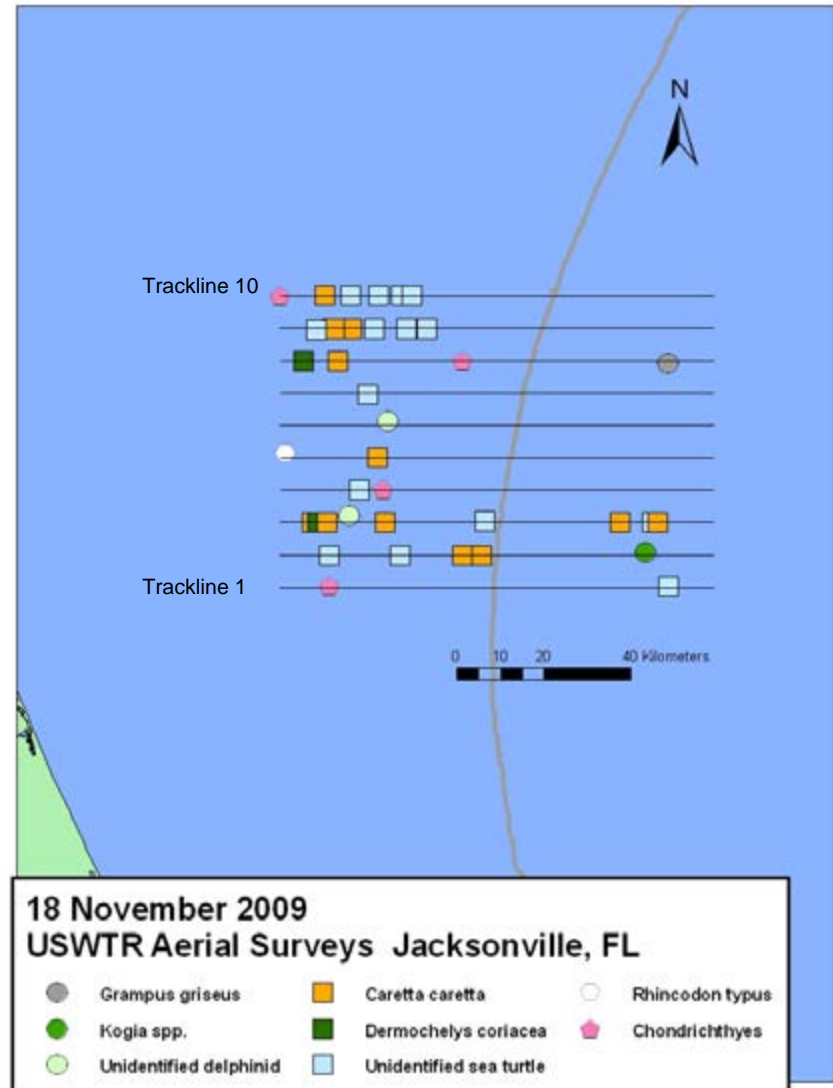 N
Trackline 10
Trackline 1
0 10 20 40 Kilometers
18 November 2009
USWTR Aerial Surveys Jacksonville, FL
Grampus griseus Caretta caretta Rhincodon typus
Kogia spp. Dermochelys coriacea Chondrichthyes
Unidentified delphinid Unidentified sea turtle